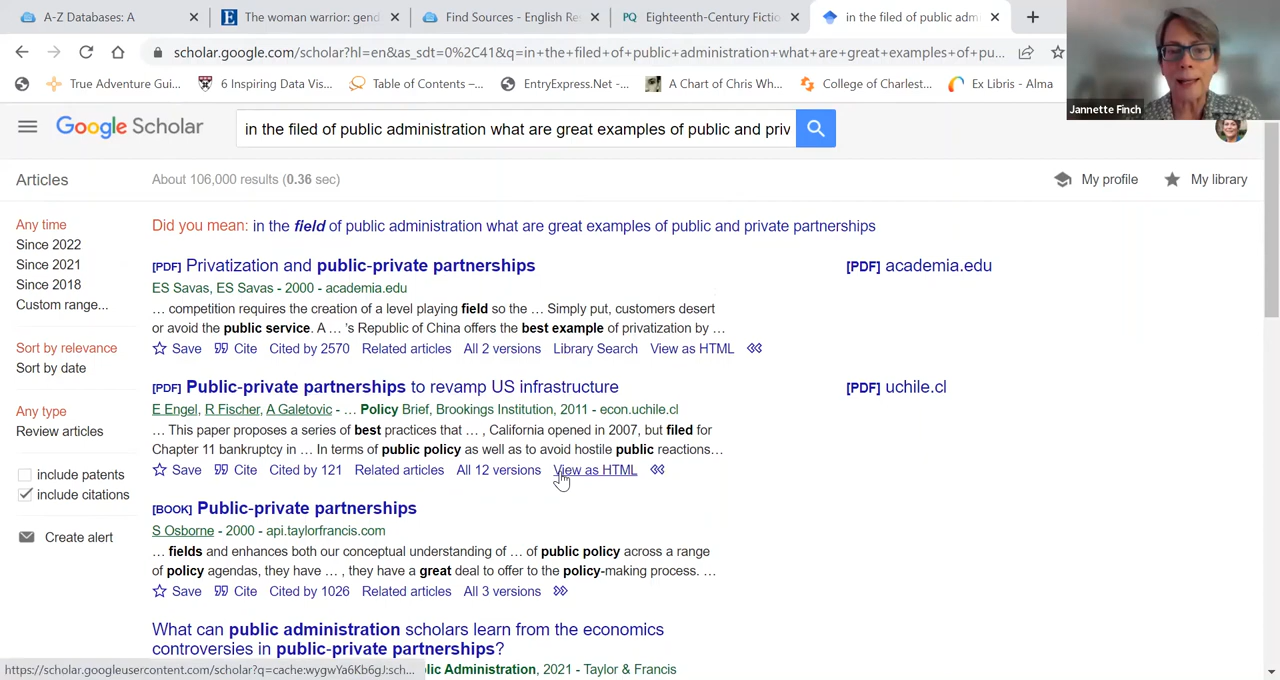 A-Z Databases: A
The woman warrior: gend
Find Sources - English Re
PQ Eighteenth-Century Fictio
in the filed of public adm
scholar.google.com/scholar?hl=en&as_sdt=0%2C41&q=in+the+filed+of+public+administration+what+are+great+examples+of+pu...
True Adventure Gui...
6 Inspiring Data Vis...
Table of Contents –...
EntryExpress.Net -...
A Chart of Chris Wh...
College of Charlest...
Ex Libris - Alma
Jannette Finch
Google Scholar
in the filed of public administration what are great examples of public and priv
Articles
About 106,000 results (0.36 sec)
My profile
My library
Any time
Since 2022
Since 2021
Since 2018
Custom range...
Sort by relevance
Sort by date
Any type
Review articles
include patents
include citations
Create alert
Did you mean: in the field of public administration what are great examples of public and private partnerships
[PDF] Privatization and public-private partnerships
[PDF] academia.edu
ES Savas, ES Savas - 2000 - academia.edu
… competition requires the creation of a level playing field so the … Simply put, customers desert
or avoid the public service. A … 's Republic of China offers the best example of privatization by …
Save Cite Cited by 2570 Related articles All 2 versions Library Search View as HTML
[PDF] Public-private partnerships to revamp US infrastructure
[PDF] uchile.cl
E Engel, R Fischer, A Galetovic - … Policy Brief, Brookings Institution, 2011 - econ.uchile.cl
… This paper proposes a series of best practices that … , California opened in 2007, but filed for
Chapter 11 bankruptcy in … In terms of public policy as well as to avoid hostile public reactions…
Save Cite Cited by 121 Related articles All 12 versions View as HTML
[BOOK] Public-private partnerships
S Osborne - 2000 - api.taylorfrancis.com
… fields and enhances both our conceptual understanding of … of public policy across a range
of policy agendas, they have … , they have a great deal to offer to the policy-making process. …
Save Cite Cited by 1026 Related articles All 3 versions
What can public administration scholars learn from the economics
controversies in public-private partnerships?
lic Administration, 2021 - Taylor & Francis
https://scholar.googleusercontent.com/scholar?q=cache:wygwYa6Kb6gJ:sch...